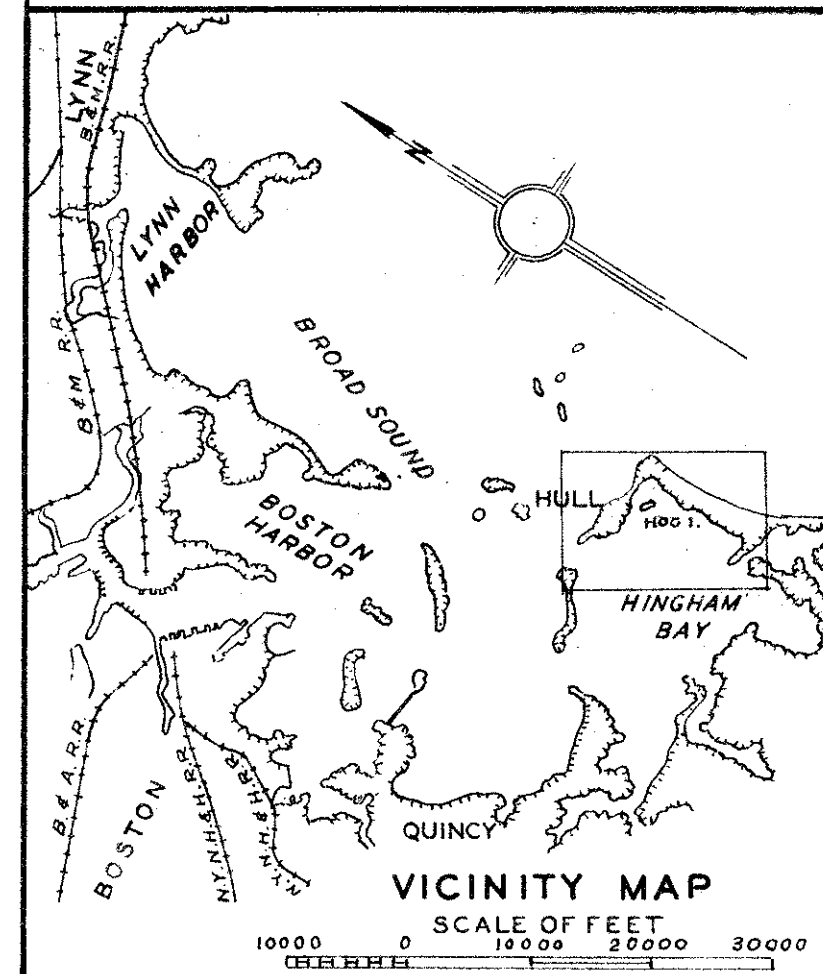 LYNN
B. & M. R. R.
N
LYNN
HARBOR
B & M R. R.
BROAD SOUND
BOSTON
HARBOR
HULL
HOG I.
HINGHAM
BAY
B. & A. R. R.
BOSTON
N.Y.N.H.& H.R.R.
N.Y.N.H.& H.R.R.
QUINCY
VICINITY MAP
SCALE OF FEET
10000 0 10000 20000 30000